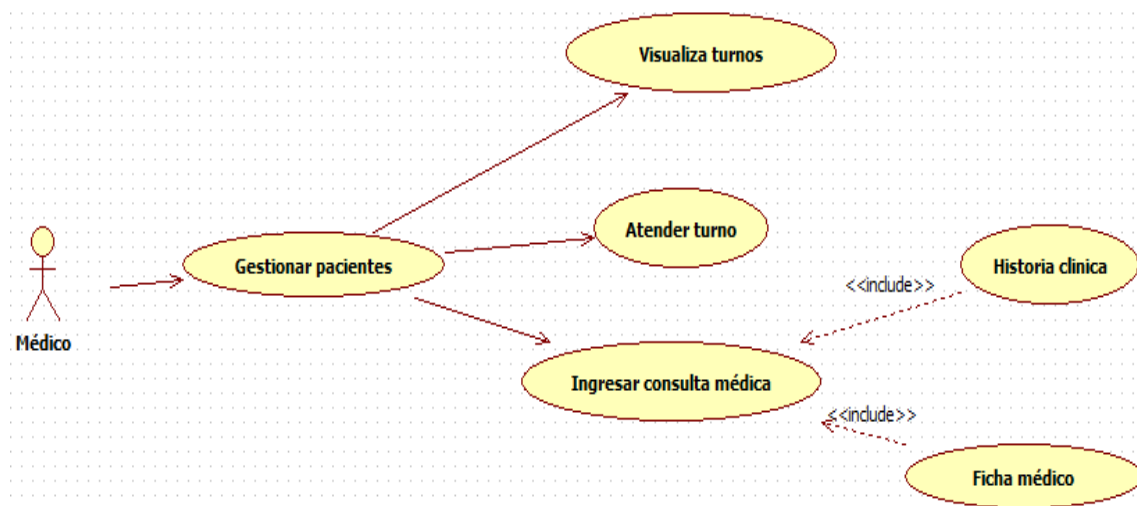 Visualiza turnos
Atender turno
Gestionar pacientes
Historia clinica
<<include>>
Médico
Ingresar consulta médica
<<include>>
Ficha médico